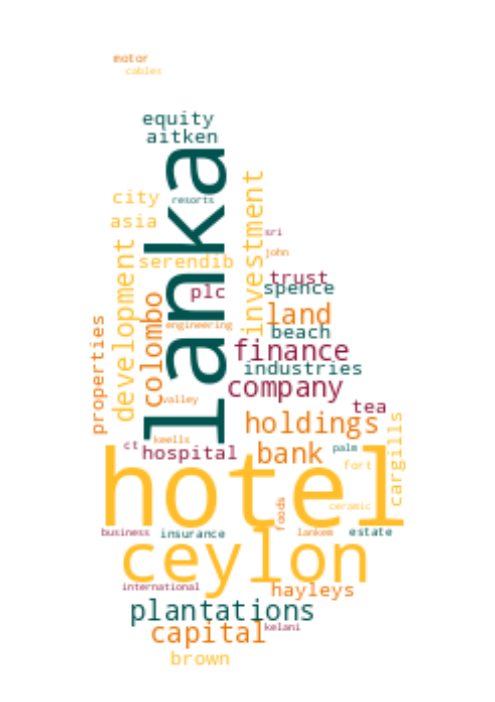 motor
cables
equity
aitken
lanka
city
resorts
investment
asia
sri
development
serendib
john
plc
trust
spence
colombo
land
engineering
beach
properties
finance
industries
company
valley
tea
holdings
cargills
keells
ct
hospital
bank
palm
fort
hotel
foods
ceramic
business
insurance
lankem
estate
ceylon
international
hayleys
plantations
capital
kelani
brown